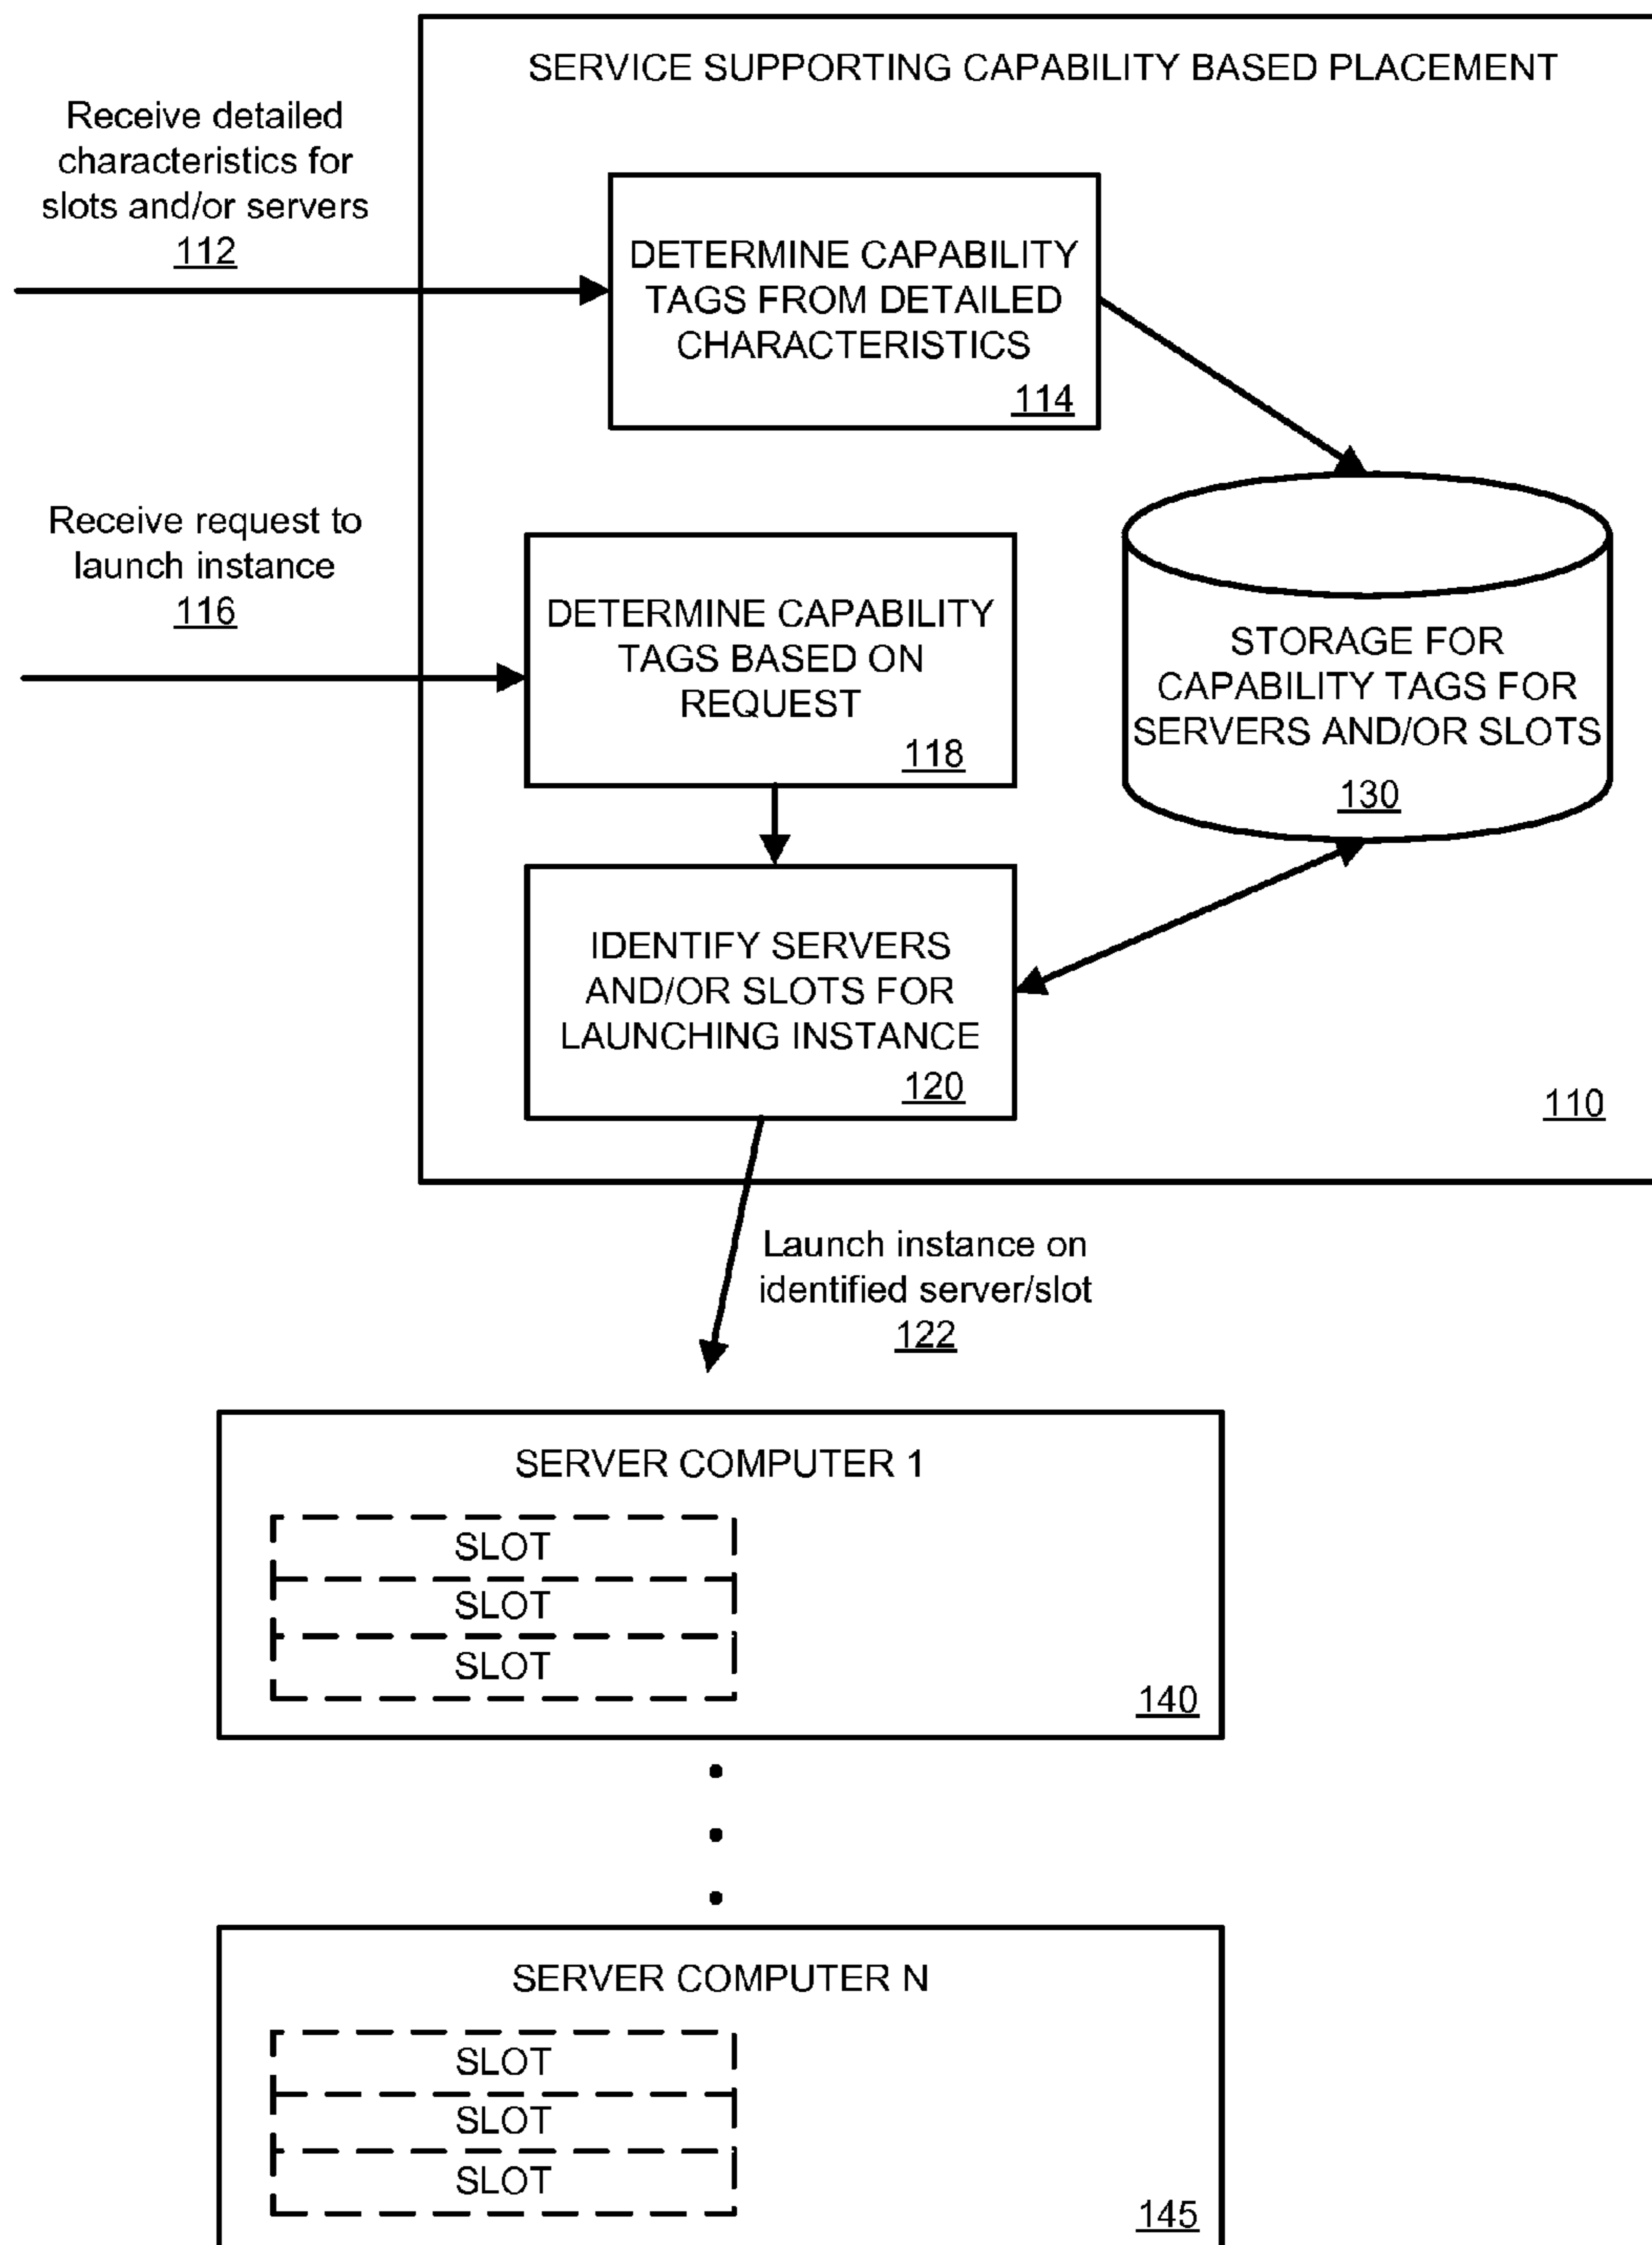 SERVICE SUPPORTING CAPABILITY BASED PLACEMENT
Receive detailed
characteristics for
slots and/or servers
112
DETERMINE CAPABILITY
TAGS FROM DETAILED
CHARACTERISTICS
114
Receive request to
launch instance
116
DETERMINE CAPABILITY
TAGS BASED ON
REQUEST
118
STORAGE FOR
CAPABILITY TAGS FOR
SERVERS AND/OR SLOTS
130
IDENTIFY SERVERS
AND/OR SLOTS FOR
LAUNCHING INSTANCE
120
110
Launch instance on
identified server/slot
122
SERVER COMPUTER 1
SLOT
SLOT
SLOT
140
SERVER COMPUTER N
SLOT
SLOT
SLOT
145